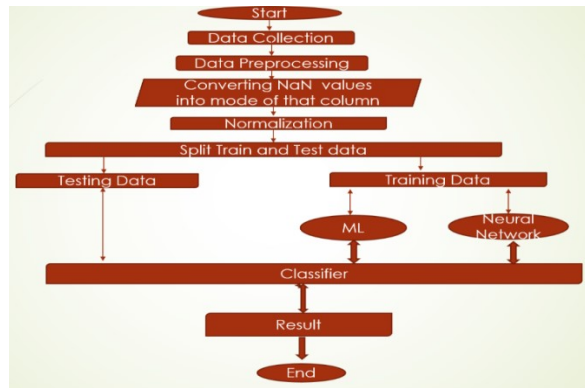 Start
Data Collection
Data Preprocessing
Converting NaN values
into mode of that column
Normalization
Split Train and Test data
Testing Data
Training Data
ML
Neural
Network
Classifier
Result
End